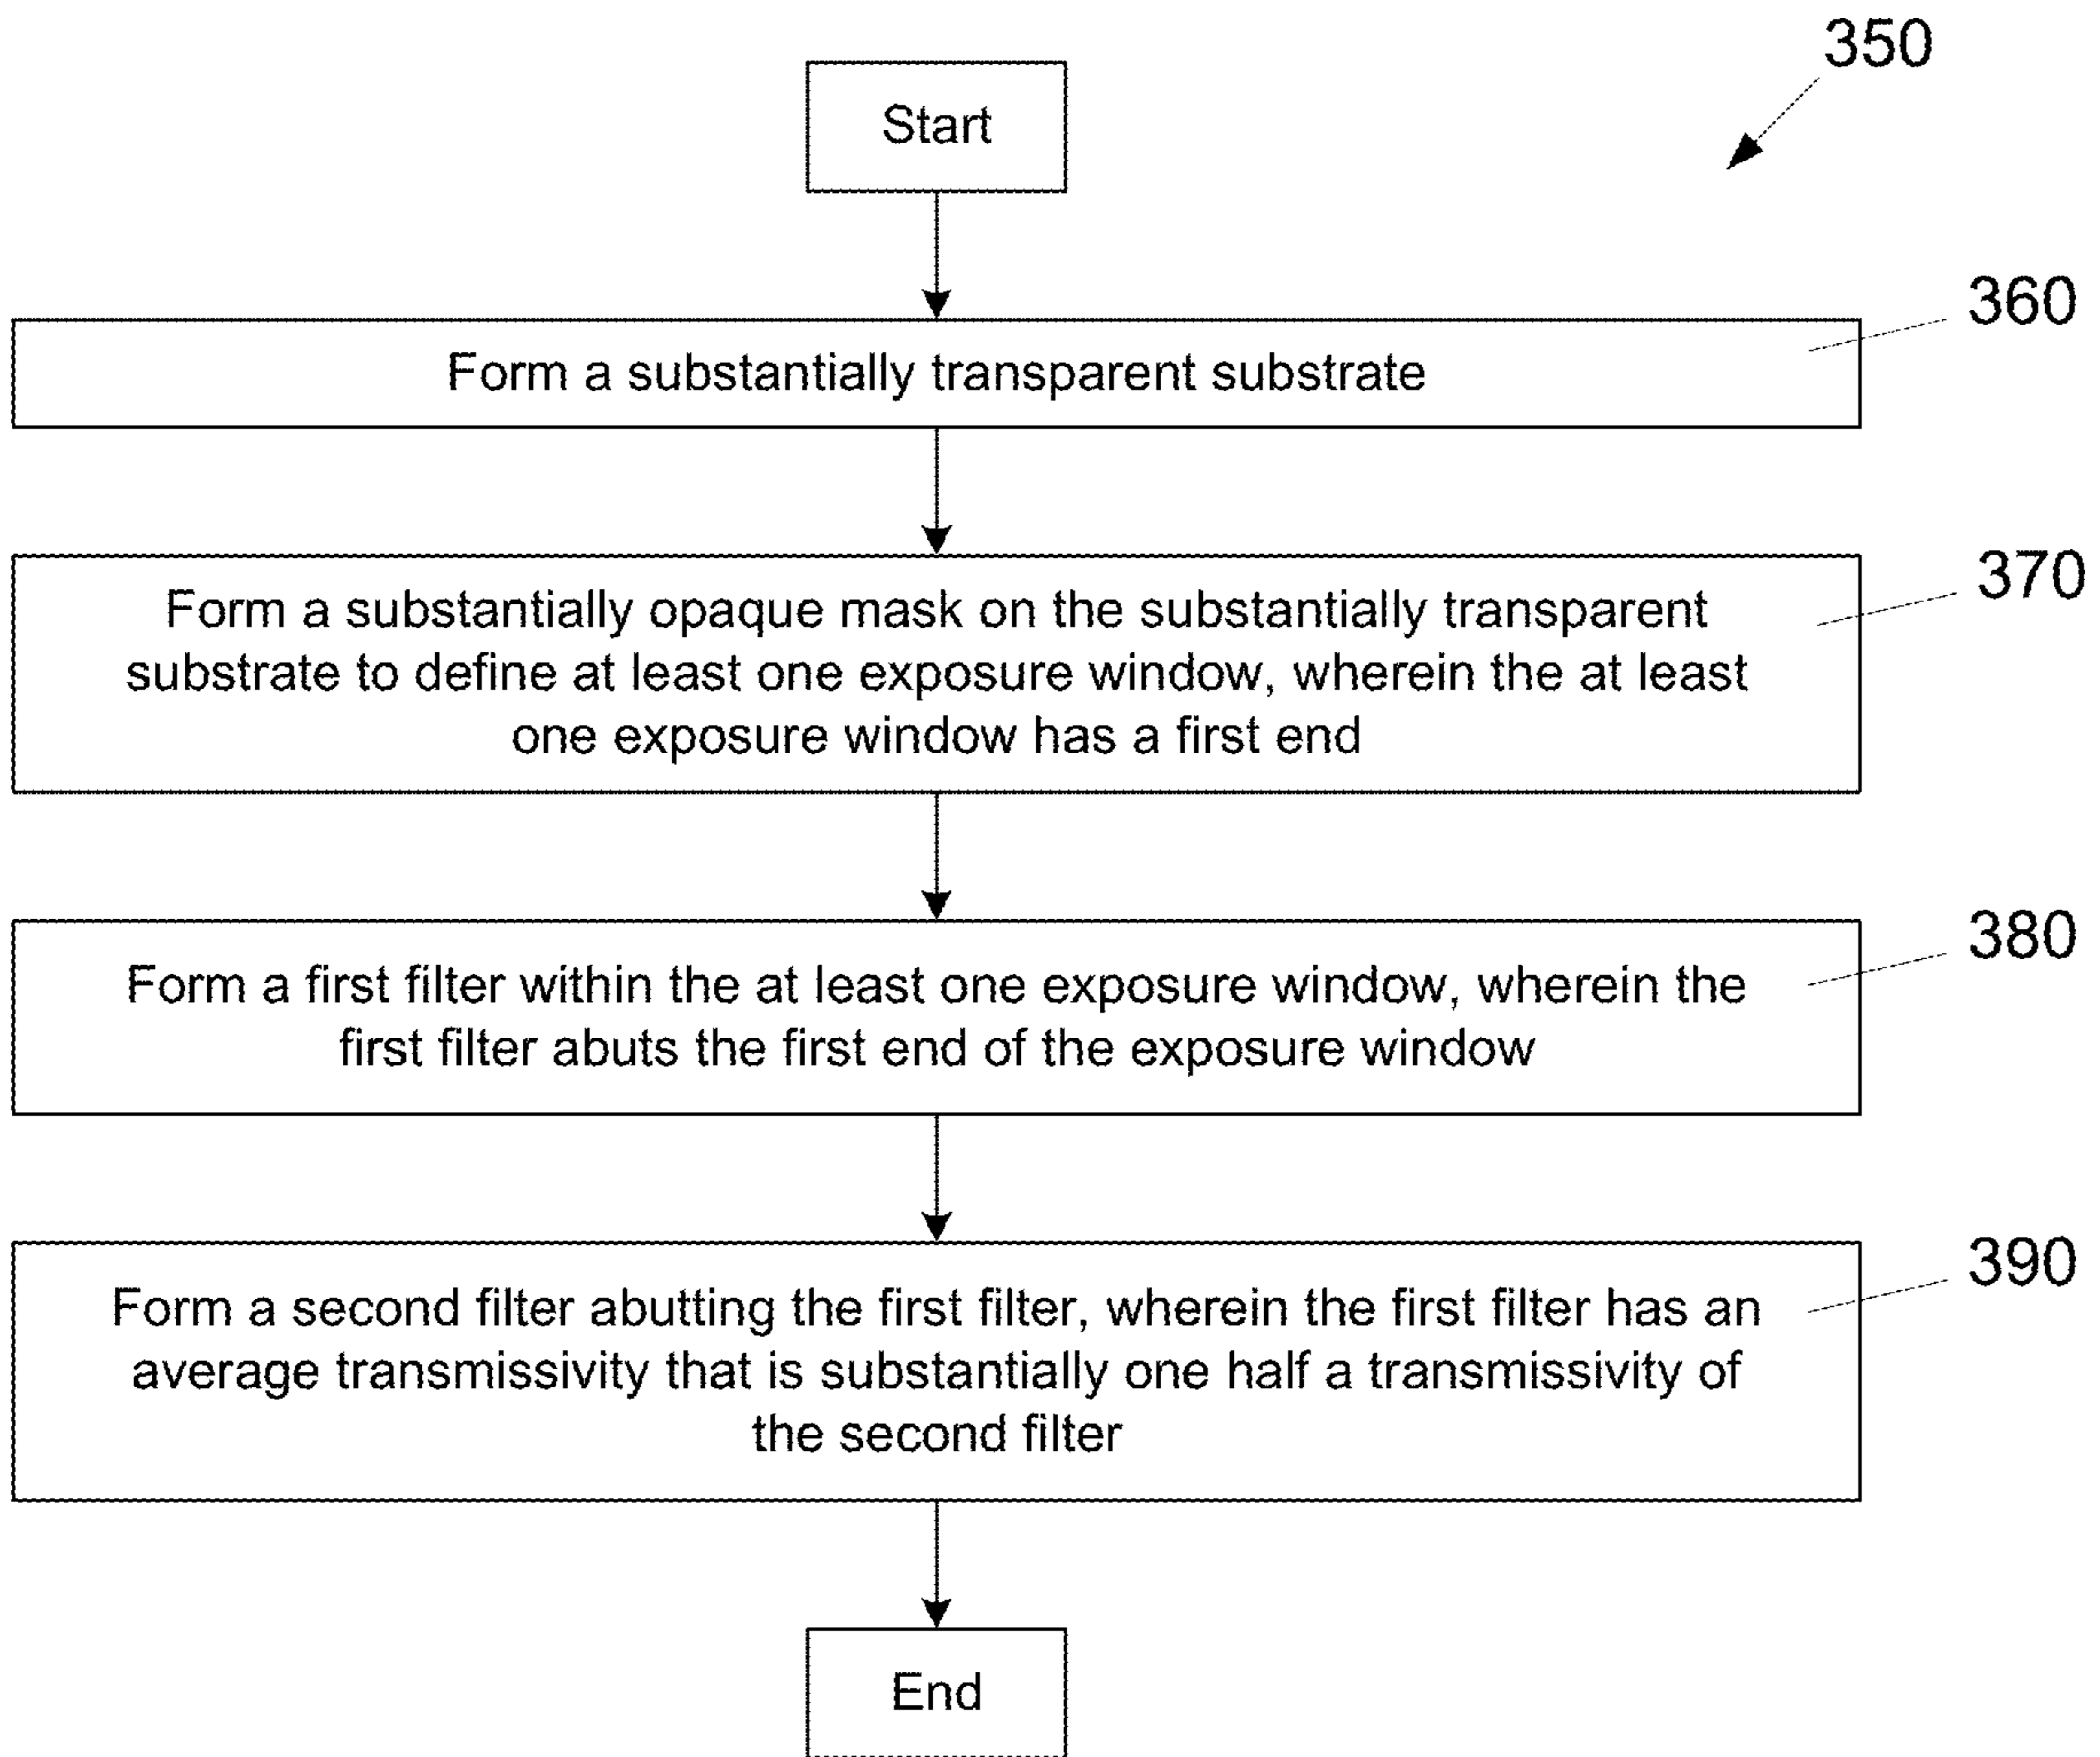 350
Start
360
Form a substantially transparent substrate
370
Form a substantially opaque mask on the substantially transparent
substrate to define at least one exposure window, wherein the at least
one exposure window has a first end
380
Form a first filter within the at least one exposure window, wherein the
first filter abuts the first end of the exposure window
390
Form a second filter abutting the first filter, wherein the first filter has an
average transmissivity that is substantially one half a transmissivity of
the second filter
End